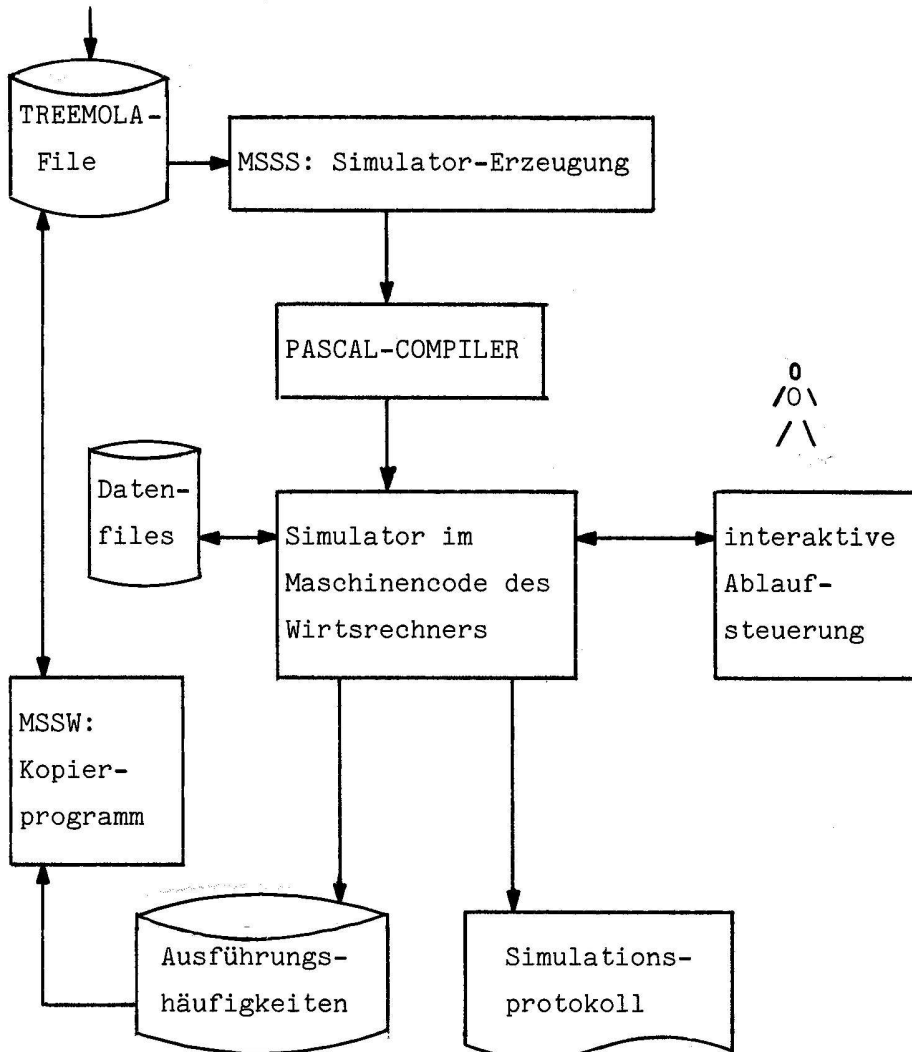 TREEMOLA-
File
MSSS: Simulator-Erzeugung
PASCAL-COMPILER
Daten-
files
Simulator im
Maschinencode des
Wirtsrechners
interaktive
Ablauf-
steuerung
MSSW:
Kopier-
programm
Ausführungs-
häufigkeiten
Simulations-
protokoll